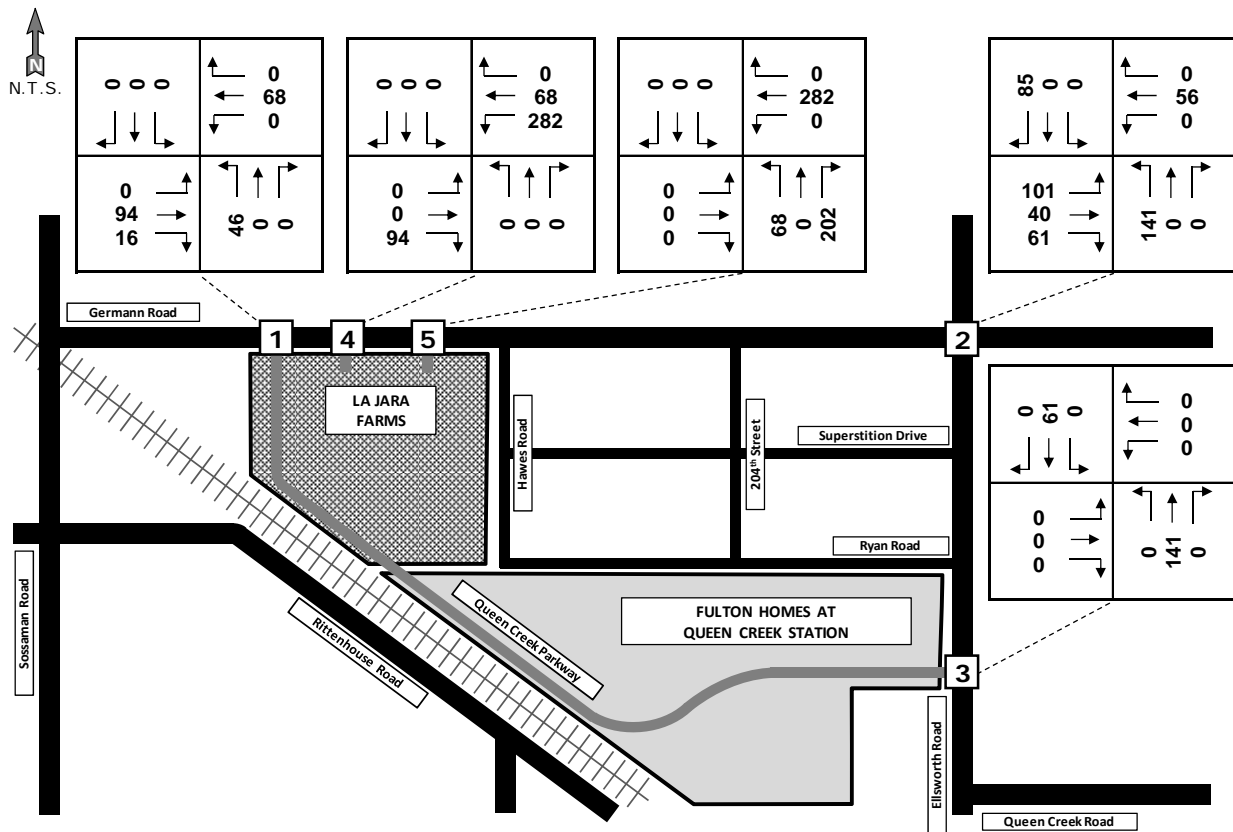 N
N.T.S.
0 0 0
0
68
0
0
94
16
46 0 0
0 0 0
0
68
282
0
0
94
0 0 0
0 0 0
0
282
0
0
0
0
68 0 202
85 0 0
0
56
0
101
40
61
141 0 0
Germann Road
1
4
5
2
0 61 0
0
0
0
0
0
0
0 141 0
LA JARA
FARMS
Hawes Road
204th Street
Superstition Drive
Ryan Road
Sossaman Road
Rittenhouse Road
Queen Creek Parkway
FULTON HOMES AT
QUEEN CREEK STATION
3
Ellsworth Road
Queen Creek Road